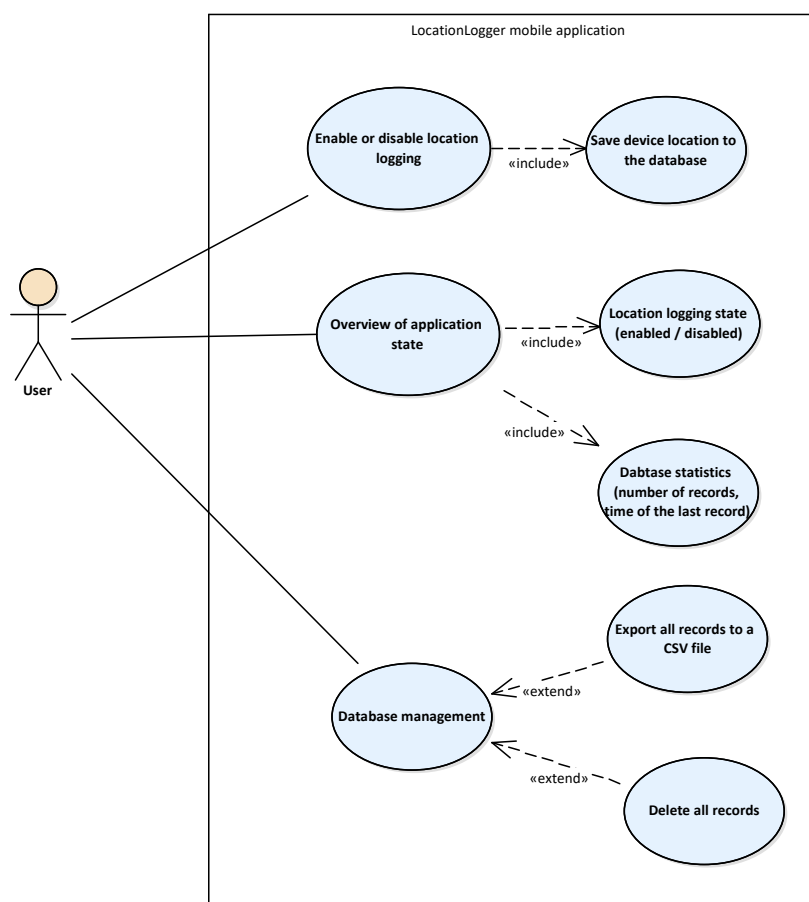 LocationLogger mobile application
Enable or disable location
logging
«include»
Save device location to
the database
User
Overview of application
state
«include»
Location logging state
(enabled / disabled)
«include»
Dabtase statistics
(number of records,
time of the last record)
Database management
«extend»
Export all records to a
CSV file
«extend»
Delete all records